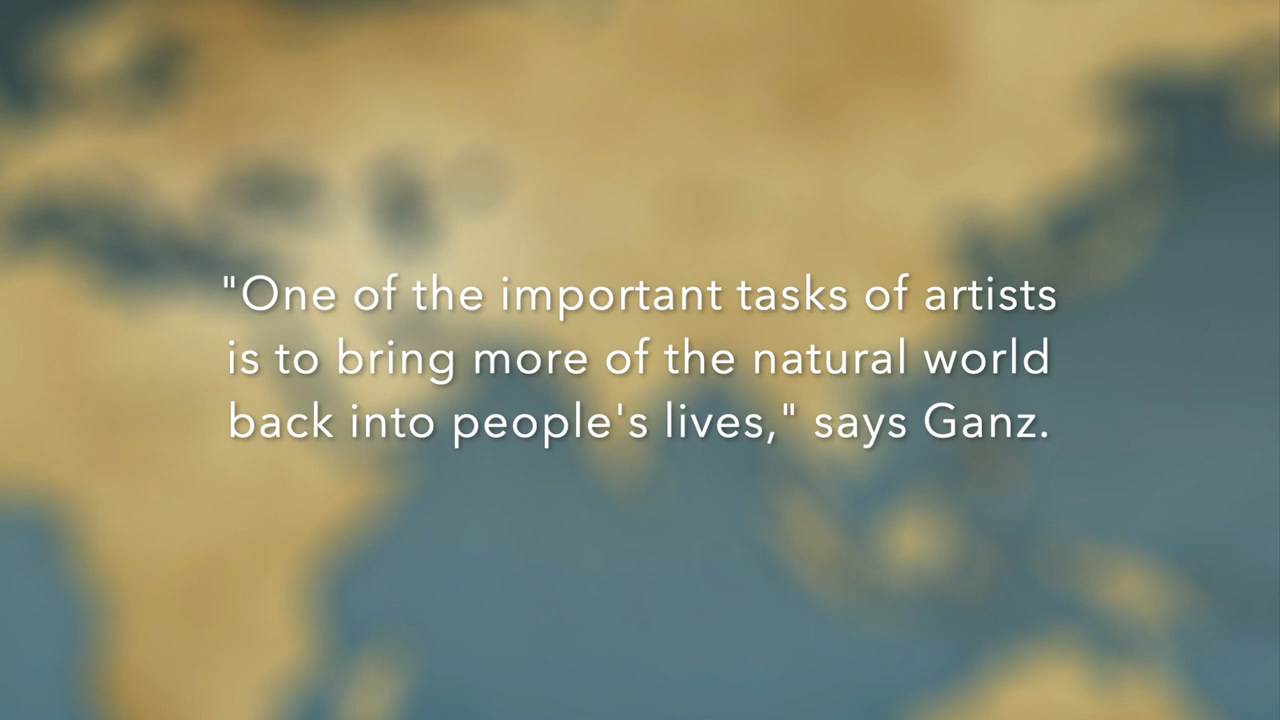 "One of the important tasks of artists
is to bring more of the natural world
back into people's lives," says Ganz.